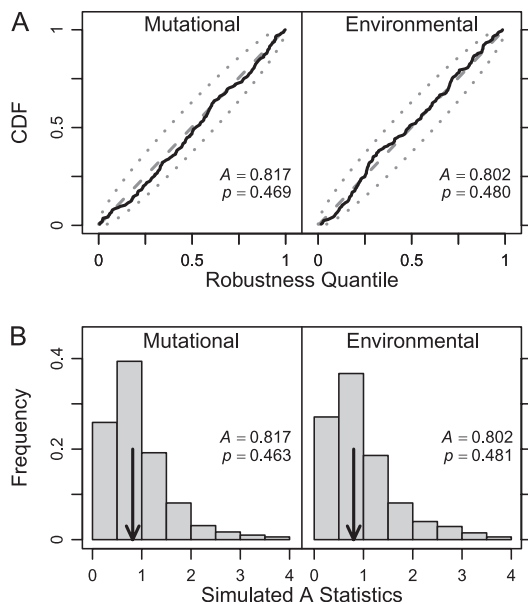 A
Mutational
Environmental
CDF
1
0.5
0
A = 0.817
p = 0.469
A = 0.802
p = 0.480
0
0.5
1
0
0.5
1
Robustness Quantile
B
Mutational
Environmental
Frequency
0.4
0.2
0
A = 0.817
p = 0.463
A = 0.802
p = 0.481
0
1
2
3
4
0
1
2
3
4
Simulated A Statistics